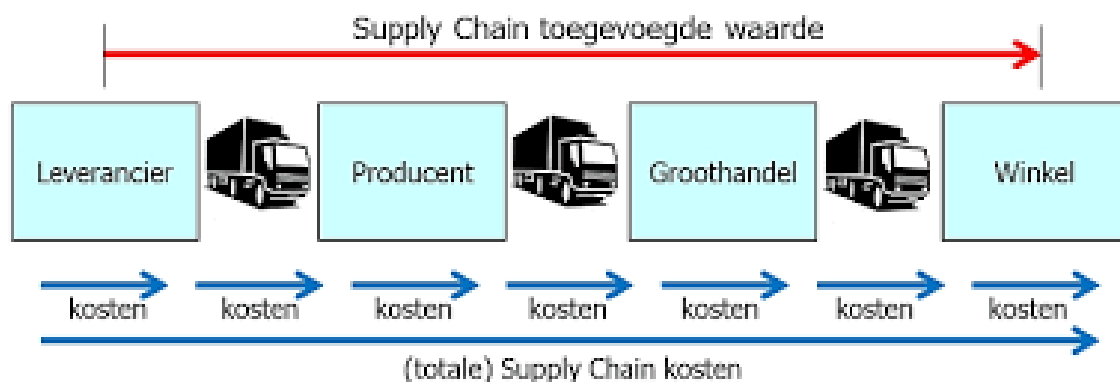 Supply Chain toegevoegde waarde
Leverancier
Producent
Groothandel
Winkel
kosten kosten kosten kosten kosten kosten kosten
(totale) Supply Chain kosten